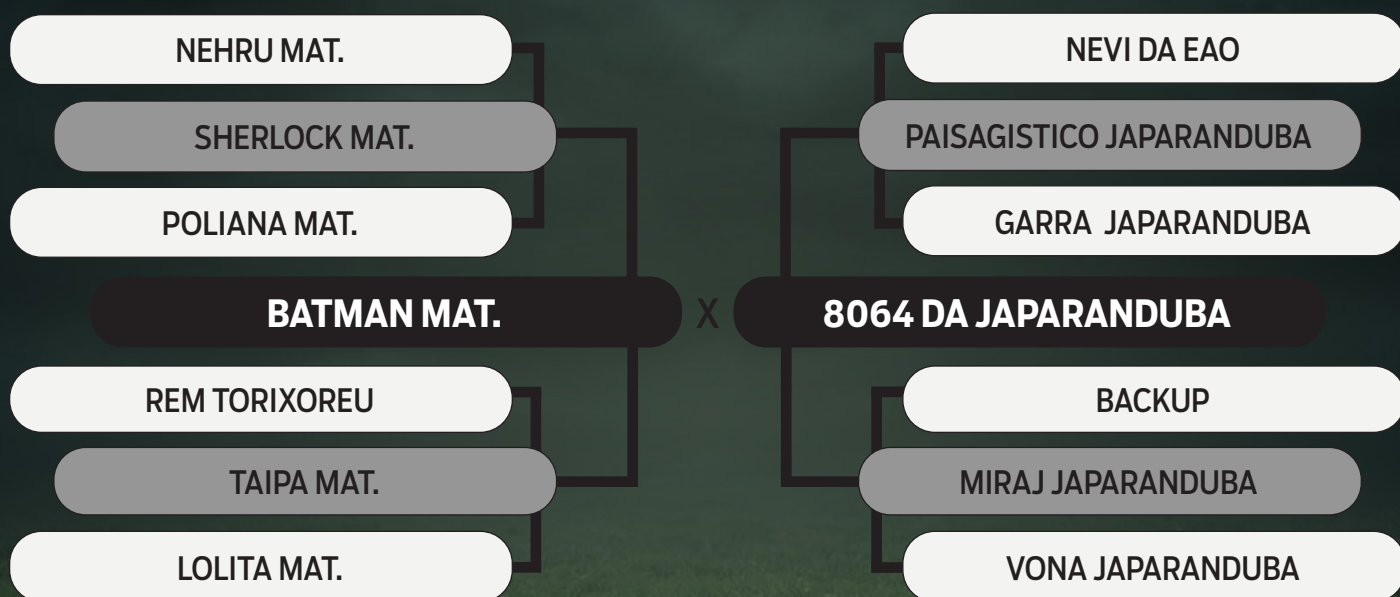 NEHRU MAT.
SHERLOCK MAT.
POLIANA MAT.
BATMAN MAT.
REM TORIXOREU
TAIPA MAT.
LOLITA MAT.
X
NEVI DA EAO
PAISAGISTICO JAPARANDUBA
GARRA JAPARANDUBA
8064 DA JAPARANDUBA
BACKUP
MIRAJ JAPARANDUBA
VONA JAPARANDUBA